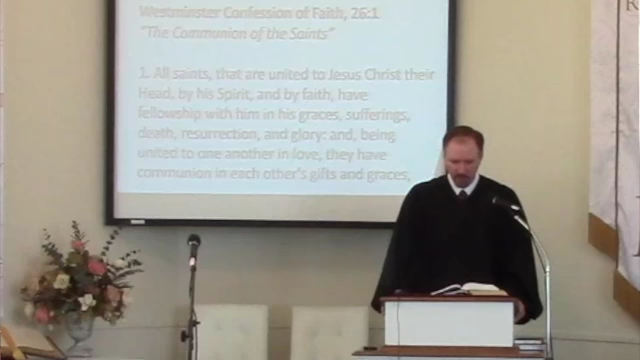 Westminster Confession of Faith, 26:1
"The Communion of the Saints"
1. All saints, that are united to Jesus Christ their
Head, by his Spirit, and by faith, have
fellowship with him in his graces, sufferings,
death, resurrection, and glory: and, being
united to one another in love, they have
communion in each other's gifts and graces,